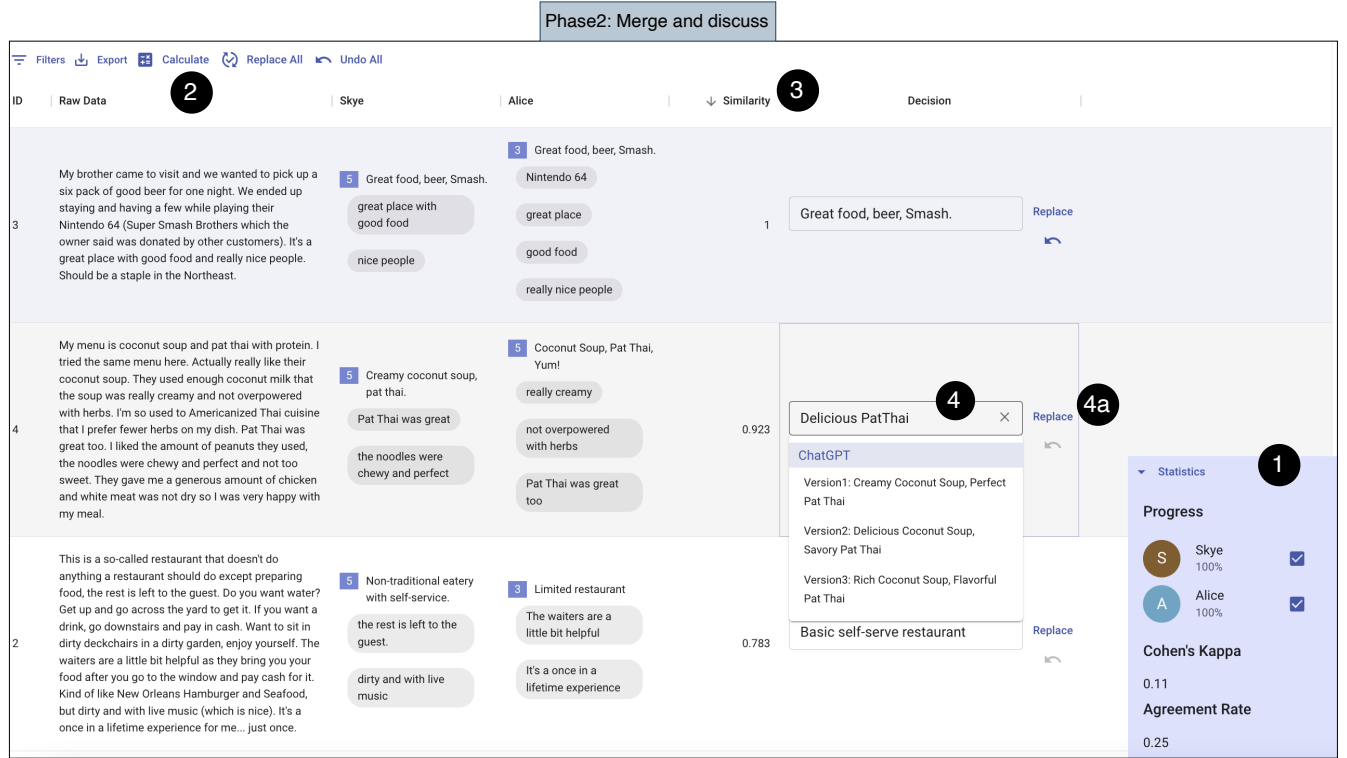 Phase2: Merge and discuss
Filters Export Calculate Replace All Undo All
2
3
ID Raw Data Skye Alice Similarity Decision
3
My brother came to visit and we wanted to pick up a
six pack of good beer for one night. We ended up
staying and having a few while playing their
Nintendo 64 (Super Smash Brothers which the
owner said was donated by other customers). It's a
great place with good food and really nice people.
Should be a staple in the Northeast.
5 Great food, beer, Smash.
great place with
good food
nice people
3 Great food, beer, Smash.
Nintendo 64
great place
good food
really nice people
1
Great food, beer, Smash.
Replace
4
My menu is coconut soup and pat thai with protein. I
tried the same menu here. Actually really like their
coconut soup. They used enough coconut milk that
the soup was really creamy and not overpowered
with herbs. I'm so used to Americanized Thai cuisine
that I prefer fewer herbs on my dish. Pat Thai was
great too. I liked the amount of peanuts they used,
the noodles were chewy and perfect and not too
sweet. They gave me a generous amount of chicken
and white meat was not dry so I was very happy with
my meal.
5 Creamy coconut soup,
pat thai.
Pat Thai was great
the noodles were
chewy and perfect
5 Coconut Soup, Pat Thai,
Yum!
really creamy
not overpowered
with herbs
Pat Thai was great
too
0.923
4
Delicious PatThai
Replace
4a
ChatGPT
Version1: Creamy Coconut Soup, Perfect
Pat Thai
Version2: Delicious Coconut Soup,
Savory Pat Thai
Version3: Rich Coconut Soup, Flavorful
Pat Thai
2
This is a so-called restaurant that doesn't do
anything a restaurant should do except preparing
food, the rest is left to the guest. Do you want water?
Get up and go across the yard to get it. If you want a
drink, go downstairs and pay in cash. Want to sit in
dirty deckchairs in a dirty garden, enjoy yourself. The
waiters are a little bit helpful as they bring you your
food after you go to the window and pay cash for it.
Kind of like New Orleans Hamburger and Seafood,
but dirty and with live music (which is nice). It's a
once in a lifetime experience for me... just once.
5 Non-traditional eatery
with self-service.
the rest is left to the
guest.
dirty and with live
music
3 Limited restaurant
The waiters are a
little bit helpful
It's a once in a
lifetime experience
0.783
Basic self-serve restaurant
Replace
Statistics
1
Progress
S Skye
100%
A Alice
100%
Cohen's Kappa
0.11
Agreement Rate
0.25